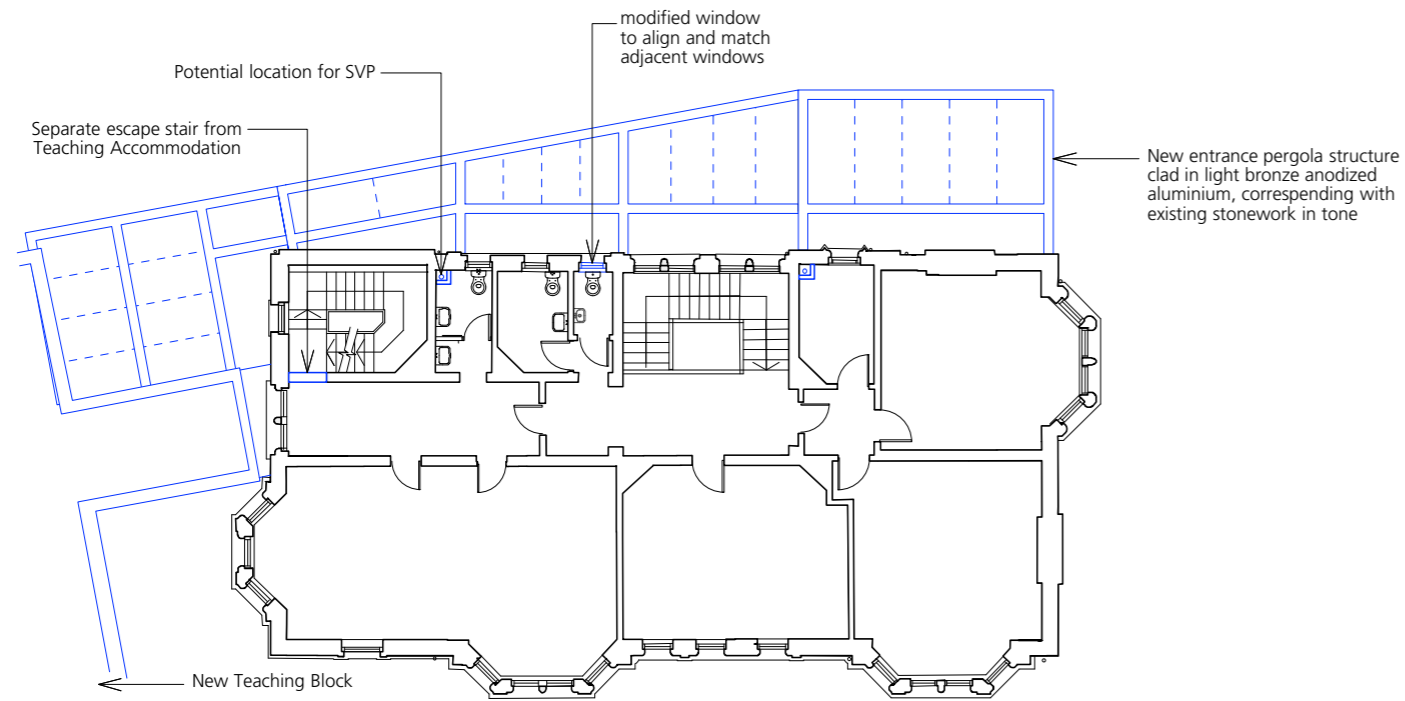 modified window
to align and match
adjacent windows
Potential location for SVP
Separate escape stair from
Teaching Accommodation
New entrance pergola structure
clad in light bronze anodized
aluminium, correspending with
existing stonework in tone
New Teaching Block